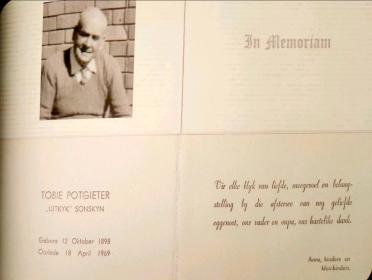 In Memoriam
TOBIE POTGIETER
„UITKYK” SONSKYN
Gebore 12 Oktober 1898
Oorlede 18 April 1969
Vir elke blyk van liefde, meegevoel en belang-
stelling by die afsterwe van my geliefde
eggenoot, ons vader en oupa, ons hartelike dank.
Anna, kinders en
kleinkinders.